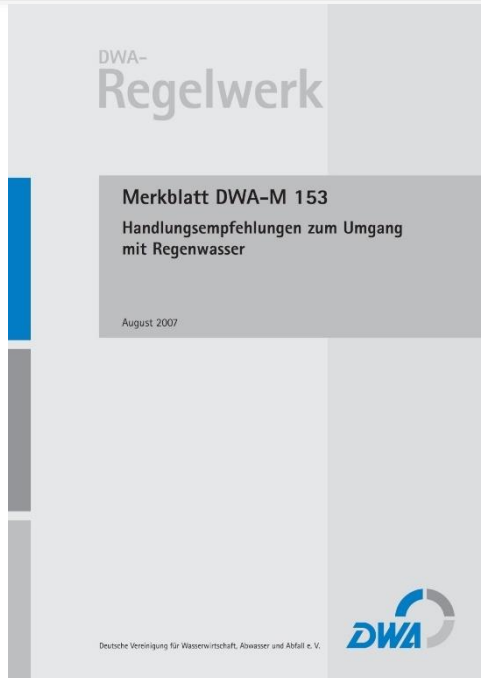 DWA-
Regelwerk
Merkblatt DWA-M 153
Handlungsempfehlungen zum Umgang
mit Regenwasser
August 2007
Deutsche Vereinigung für Wasserwirtschaft, Abwasser und Abfall e. V.
DWA